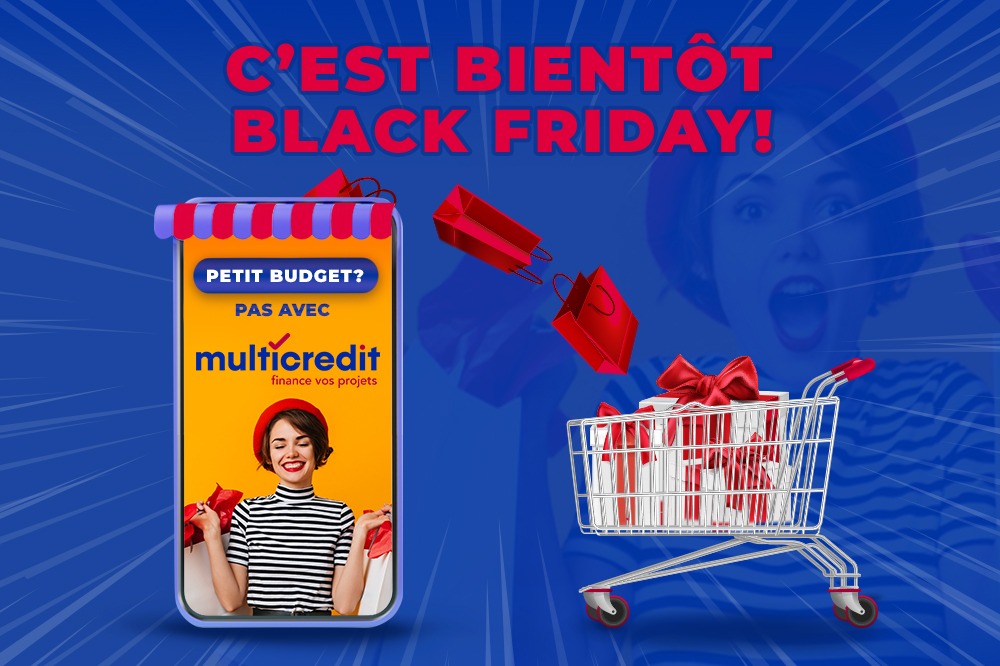 C’EST BIENTÔT
BLACK FRIDAY!
PETIT BUDGET?
PAS AVEC
multicredit
finance vos projets